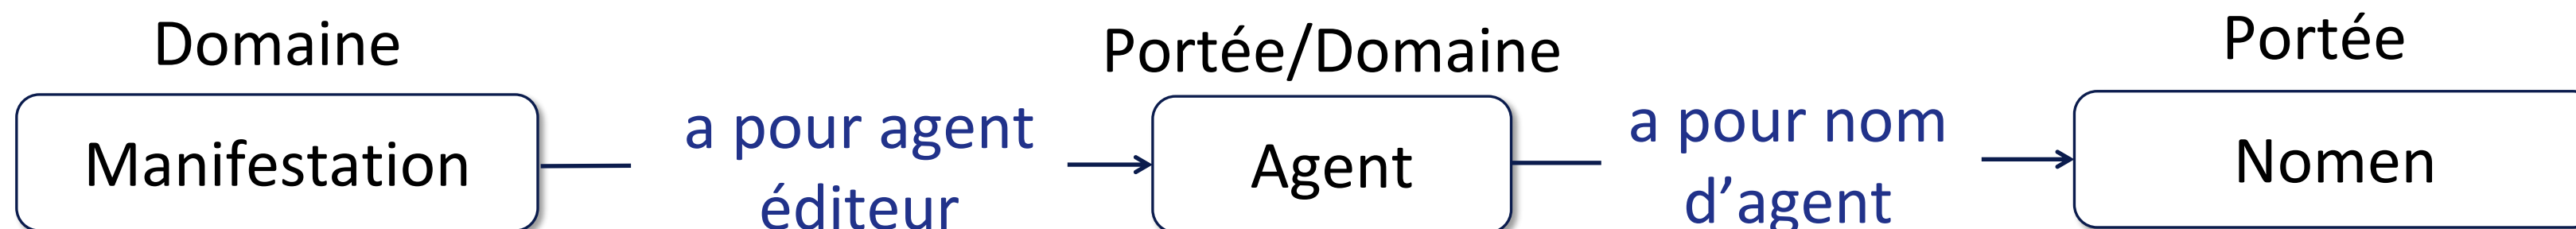 Domaine
Portée/Domaine
Portée
Manifestation
a pour agent
éditeur
Agent
a pour nom
d’agent
Nomen